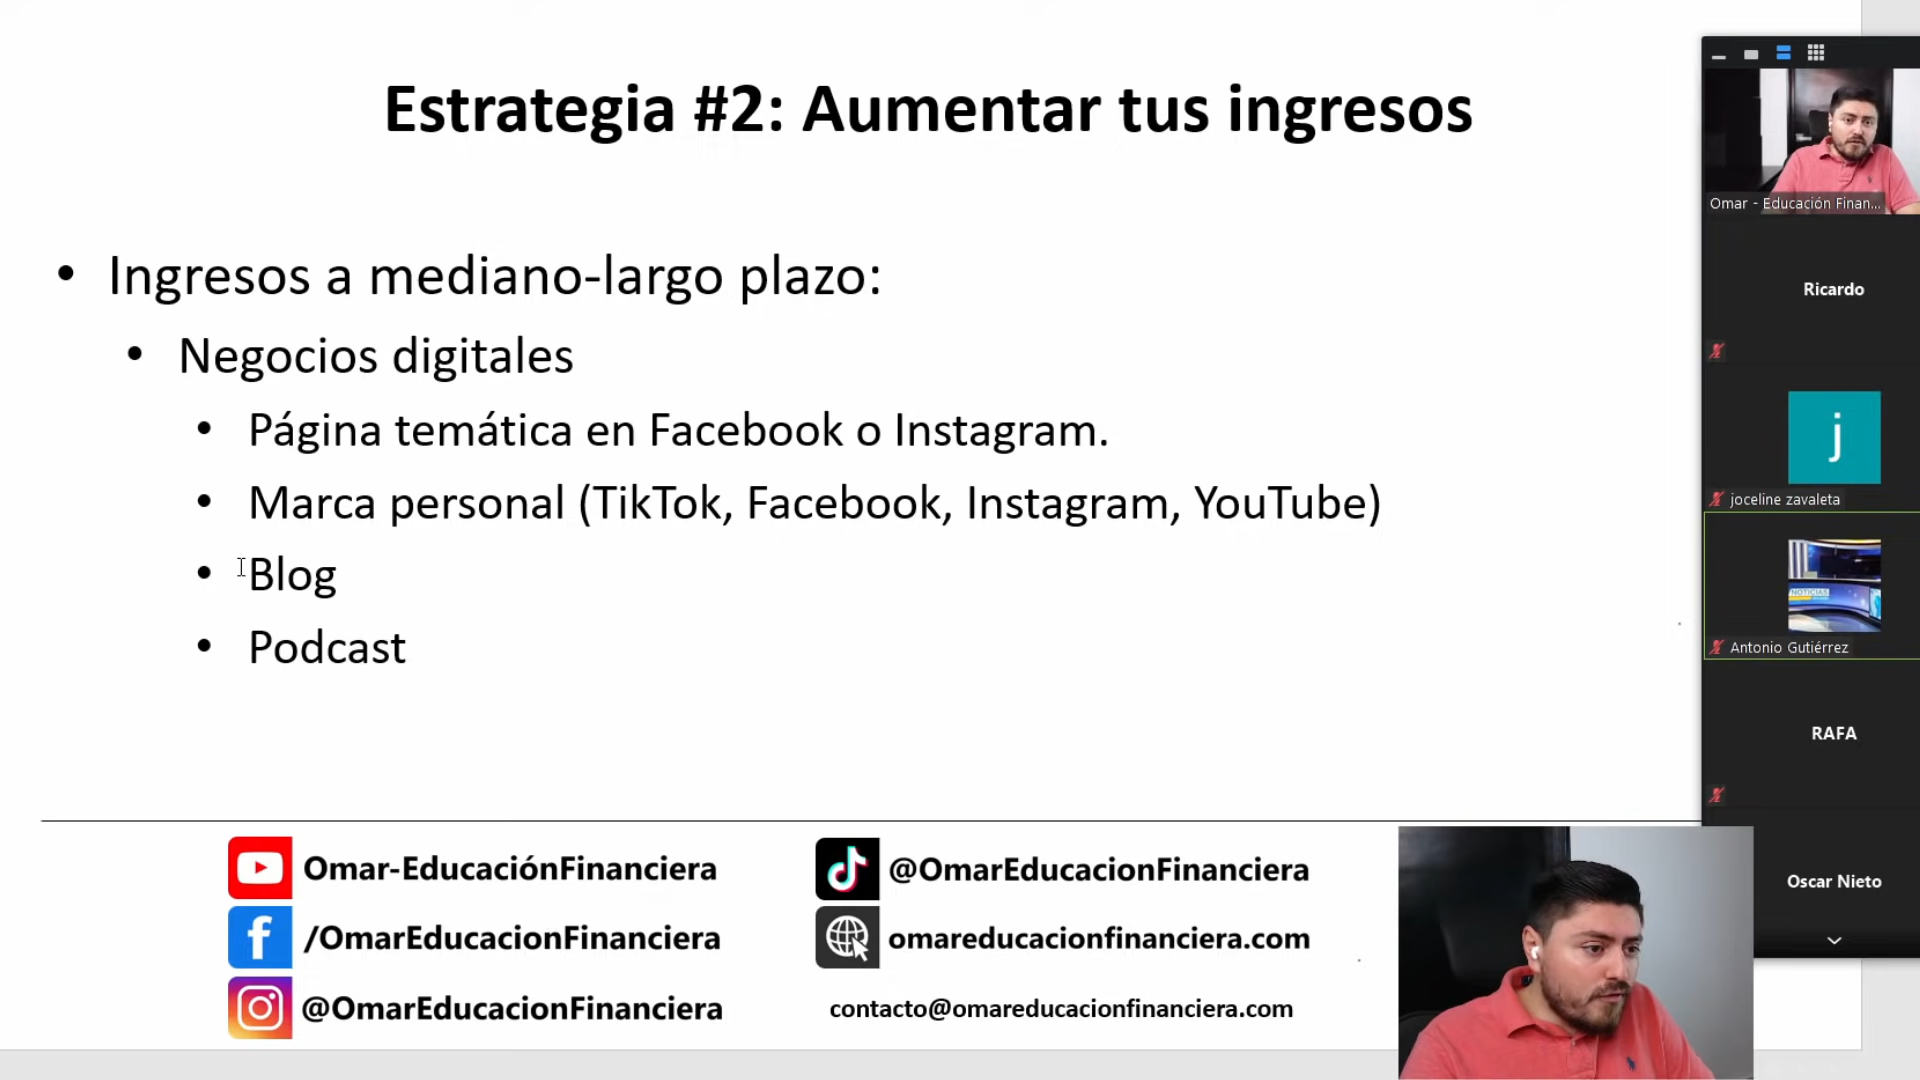 Estrategia #2: Aumentar tus ingresos
• Ingresos a mediano-largo plazo:
• Negocios digitales
• Página temática en Facebook o Instagram.
• Marca personal (TikTok, Facebook, Instagram, YouTube)
• Blog
• Podcast
Omar-EducaciónFinanciera
/OmarEducacionFinanciera
@OmarEducacionFinanciera
@OmarEducacionFinanciera
omareducacionfinanciera.com
contacto@omareducacionfinanciera.com
Omar - Educación Finan...
Ricardo
j
joceline zavaleta
NOTICIAS
Antonio Gutiérrez
RAFA
Oscar Nieto